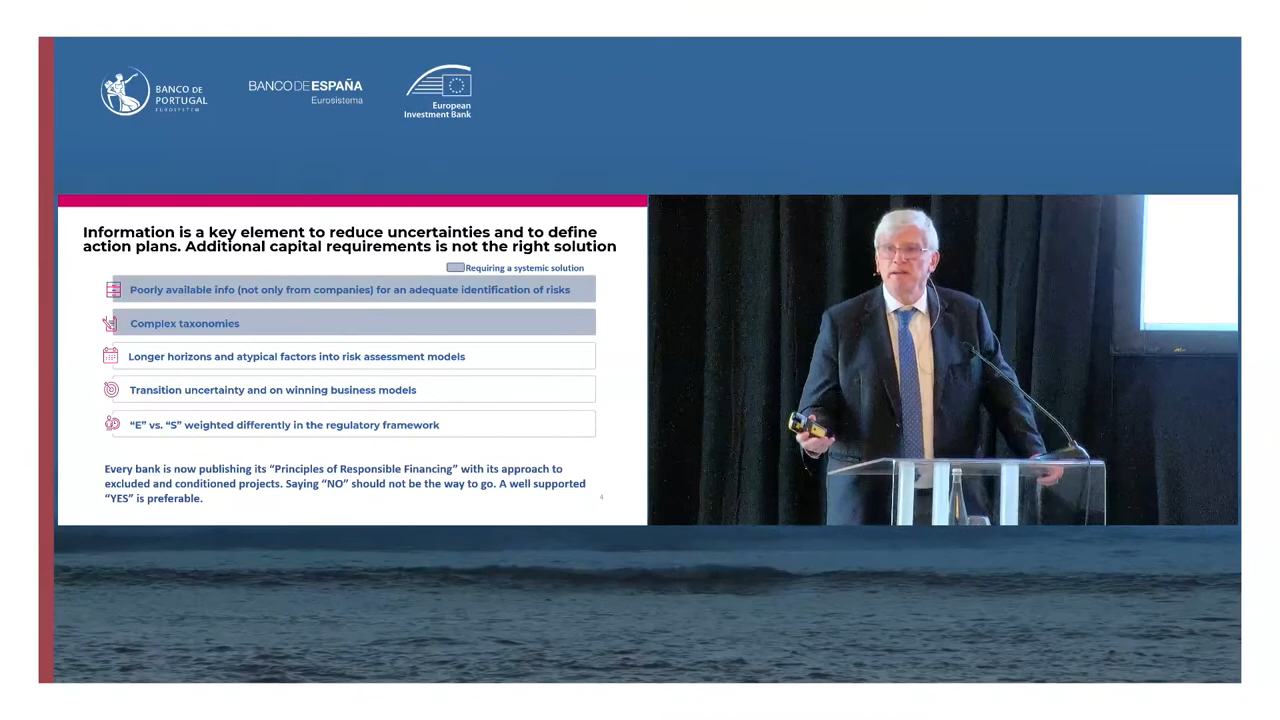 BANCO DE
PORTUGAL
EUROSYSTEM
BANCO DE ESPAÑA
Eurosistema
European
Investment Bank
Information is a key element to reduce uncertainties and to define
action plans. Additional capital requirements is not the right solution
Requiring a systemic solution
Poorly available info (not only from companies) for an adequate identification of risks
Complex taxonomies
Longer horizons and atypical factors into risk assessment models
Transition uncertainty and on winning business models
“E” vs. “S” weighted differently in the regulatory framework
Every bank is now publishing its “Principles of Responsible Financing” with its approach to
excluded and conditioned projects. Saying “NO” should not be the way to go. A well supported
“YES” is preferable.
4